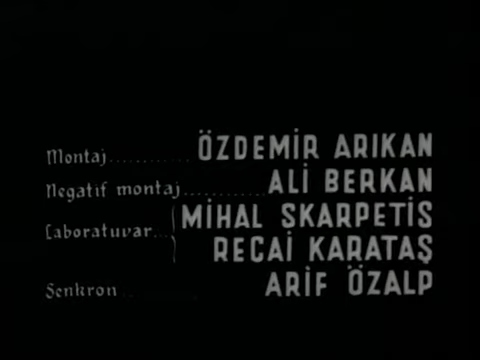 Montaj............ ÖZDEMİR ARIKAN
Negatif montaj............ ALİ BERKAN
Laboratuvar... { MİHAL SKARPETİS
RECAİ KARATAŞ
Senkron ARİF ÖZALP